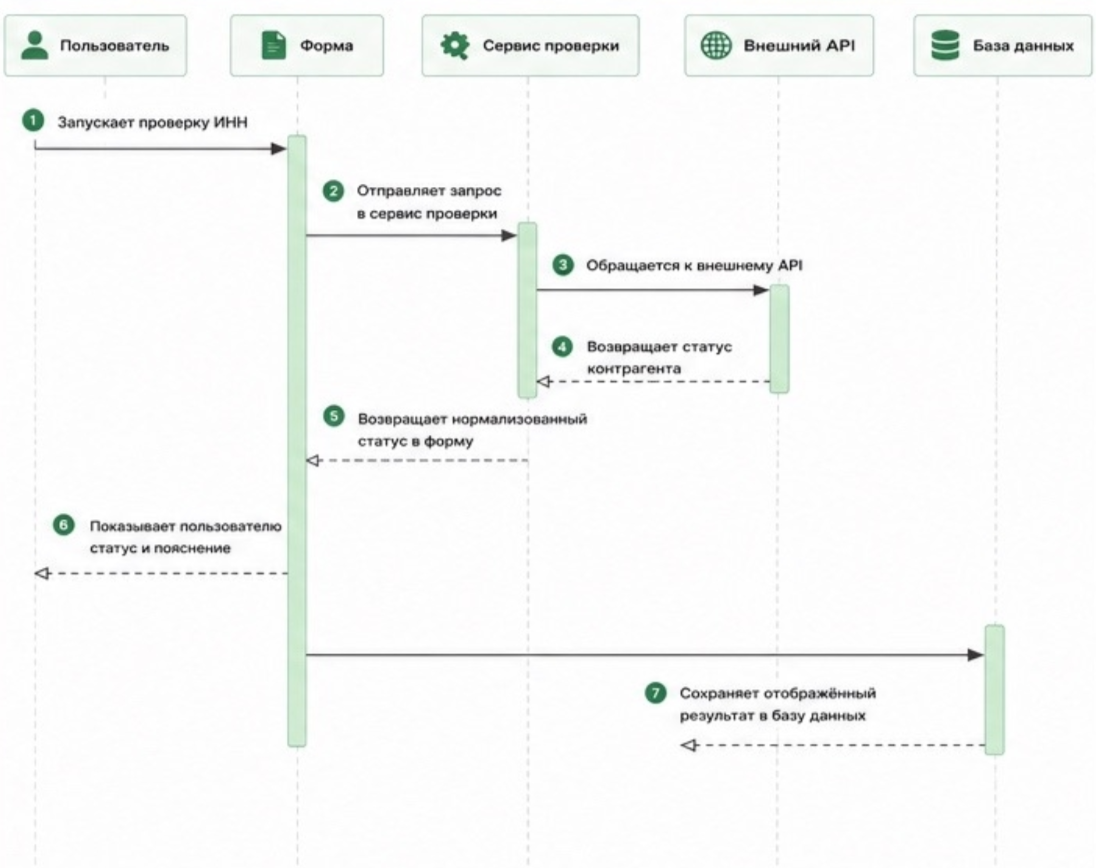 Пользователь
Форма
Сервис проверки
Внешний API
База данных
1 Запускает проверку ИНН
2 Отправляет запрос
в сервис проверки
3 Обращается к внешнему API
4 Возвращает статус
контрагента
5 Возвращает нормализованный
статус в форму
6 Показывает пользователю
статус и пояснение
7 Сохраняет отображённый
результат в базу данных